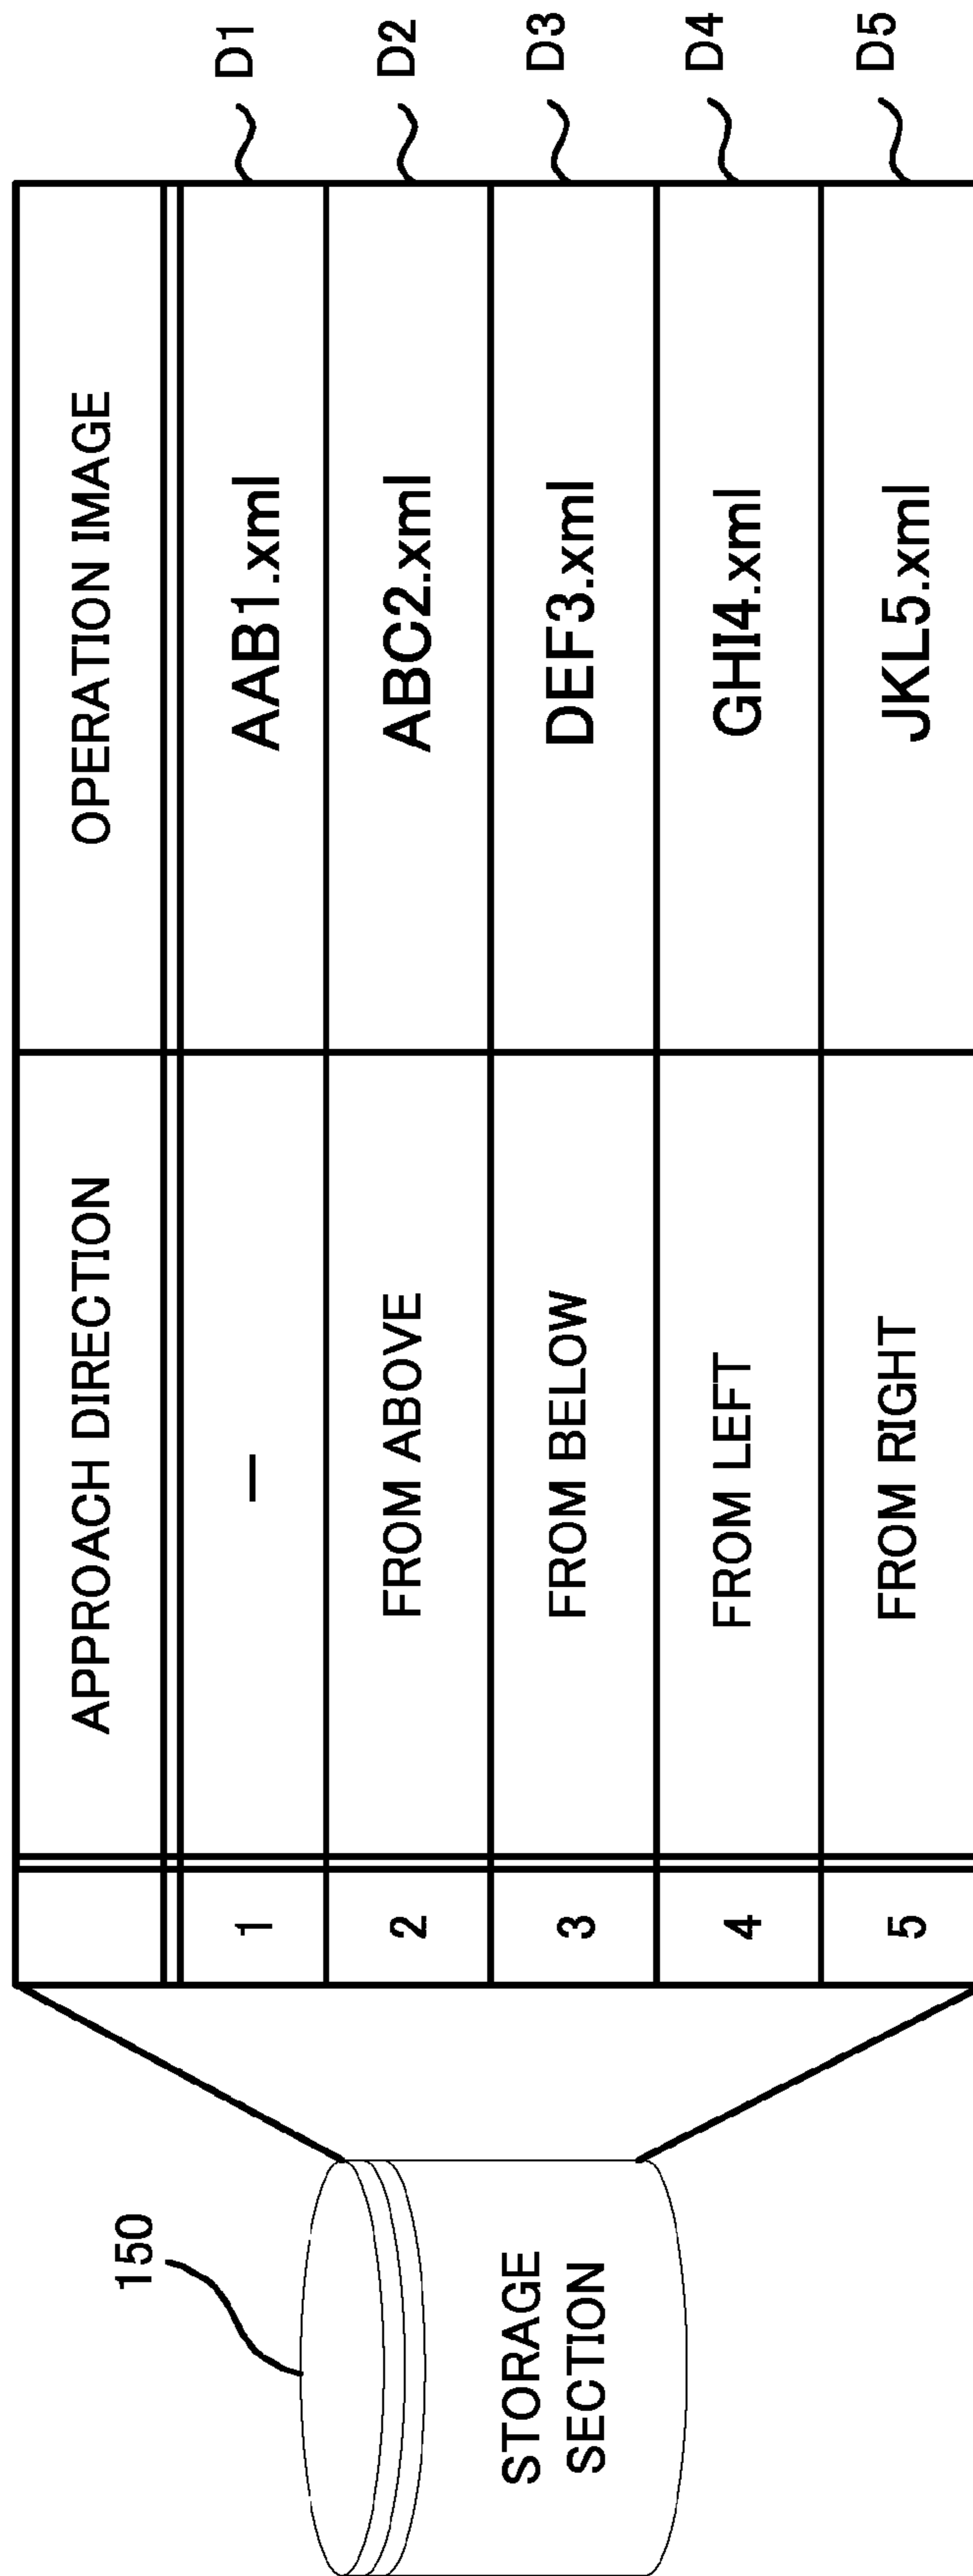 150
STORAGE
SECTION
APPROACH DIRECTION OPERATION IMAGE
1 – AAB1.xml D1
2 FROM ABOVE ABC2.xml D2
3 FROM BELOW DEF3.xml D3
4 FROM LEFT GHI4.xml D4
5 FROM RIGHT JKL5.xml D5